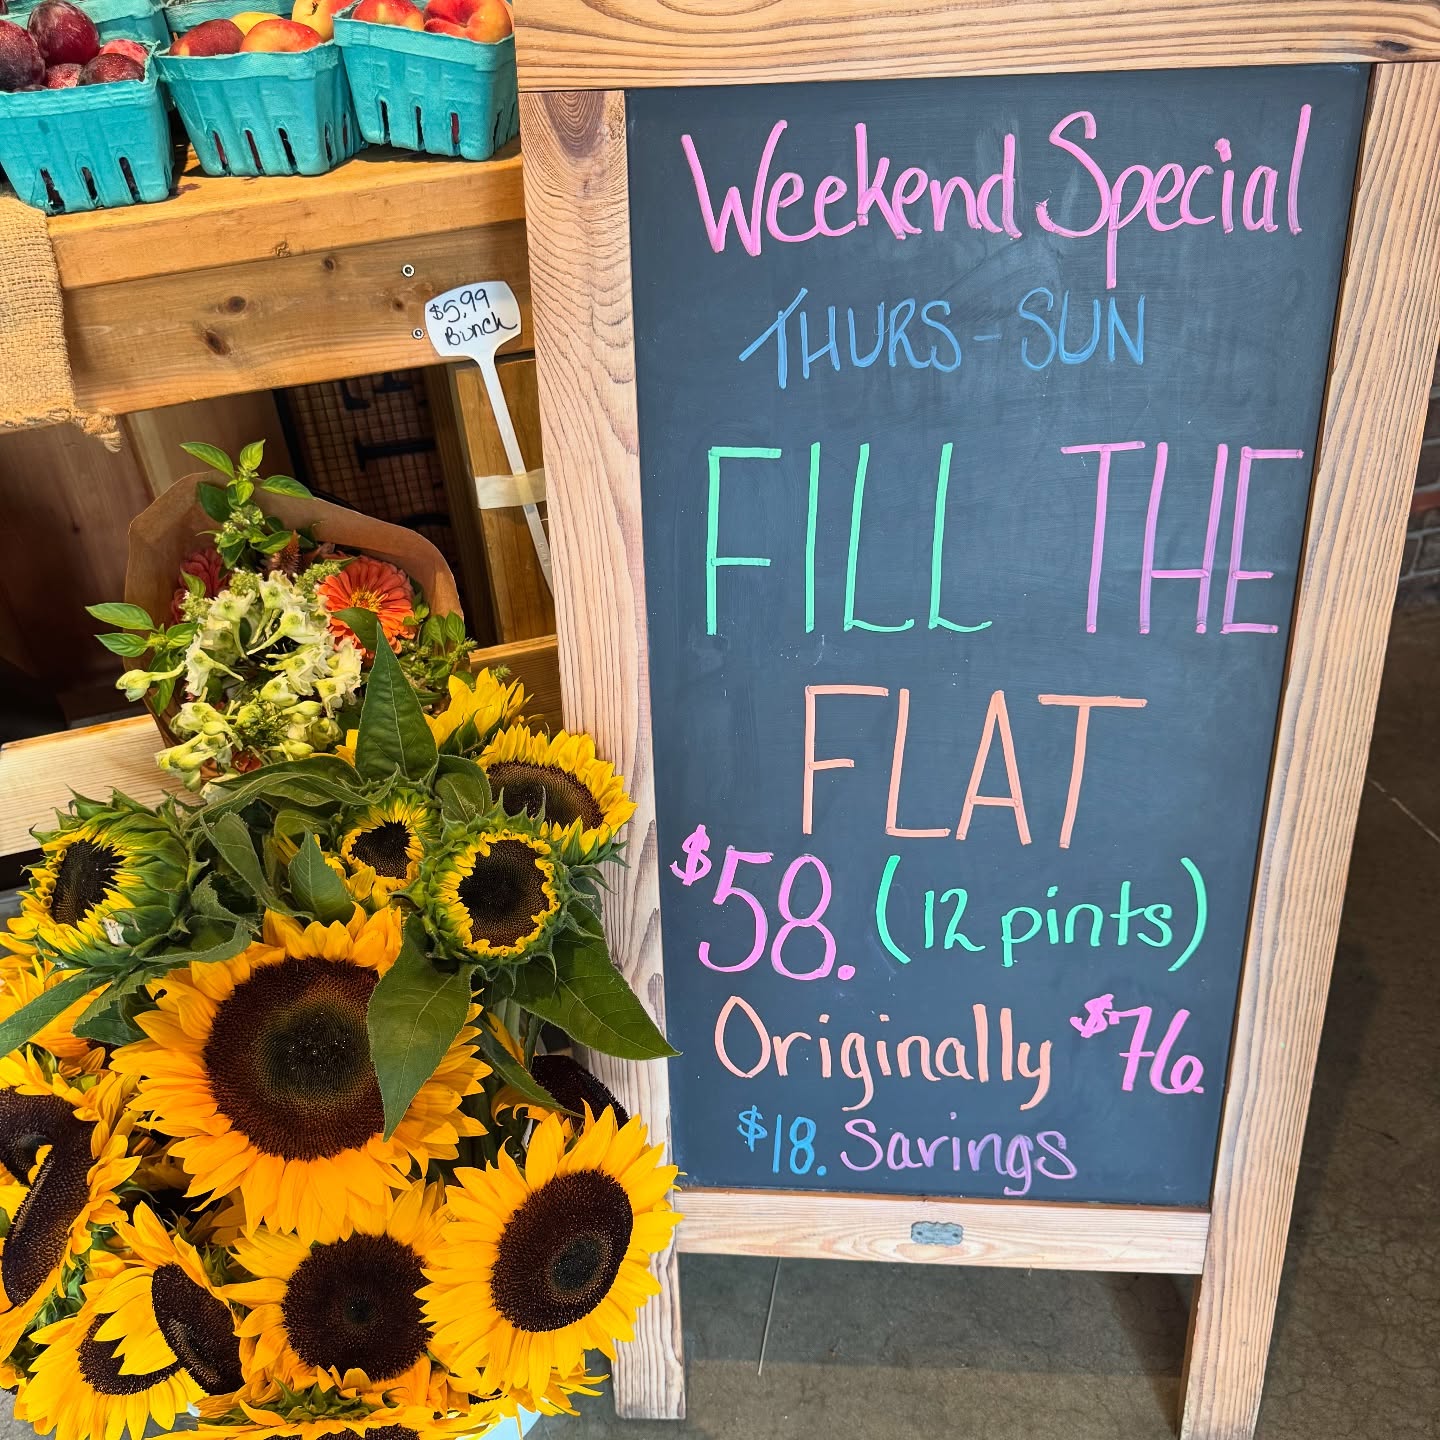 $5.99
Bunch
Weekend Special
THURS-SUN
FILL THE
FLAT
$58. (12 pints)
Originally $76.
$18. Savings